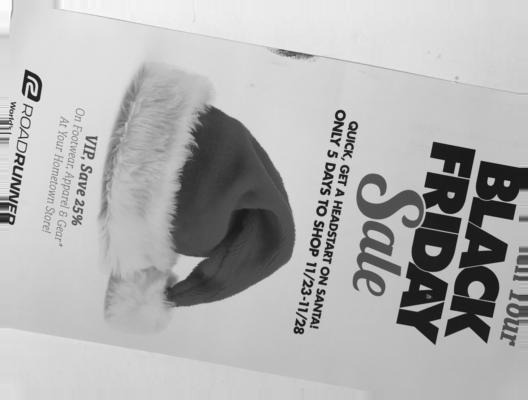 Your
BLACK
FRIDAY
Sale
QUICK, GET A HEADSTART ON SANTA!
ONLY 5 DAYS TO SHOP 11/23-11/28
VIP, Save 25%
On Footwear, Apparel & Gear*
At Your Hometown Store!
ROADRUNNER